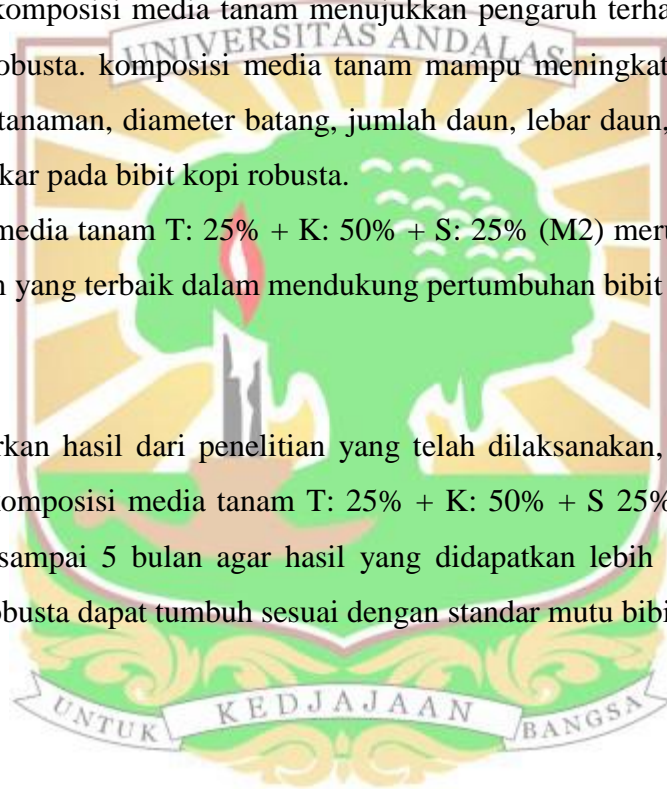 komposisi media tanam menujukkan pengaruh terha
UNIVERSITAS ANDALAS
obusta. komposisi media tanam mampu meningkat
tanaman, diameter batang, jumlah daun, lebar daun,
kar pada bibit kopi robusta.
media tanam T: 25% + K: 50% + S: 25% (M2) meru
n yang terbaik dalam mendukung pertumbuhan bibit
rkan hasil dari penelitian yang telah dilaksanakan,
komposisi media tanam T: 25% + K: 50% + S 25%
sampai 5 bulan agar hasil yang didapatkan lebih
obusta dapat tumbuh sesuai dengan standar mutu bibi
UNTUK KEDJAJAAN BANGSA